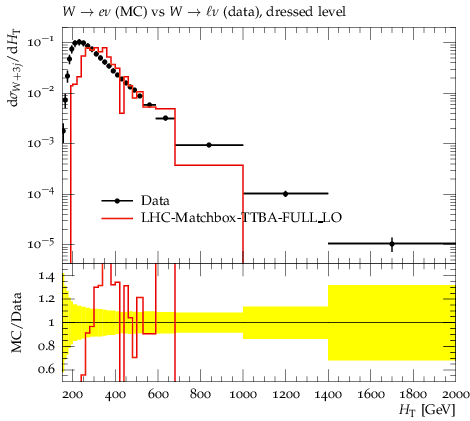 W → eν (MC) vs W → ℓν (data), dressed level
dσ_{W+3j}/dH_T
10^{-1}
10^{-2}
10^{-3}
10^{-4}
10^{-5}
Data
LHC-Matchbox-TTBA-FULL_LO
MC/Data
1.4
1.2
1
0.8
0.6
200 400 600 800 1000 1200 1400 1600 1800 2000
H_T [GeV]